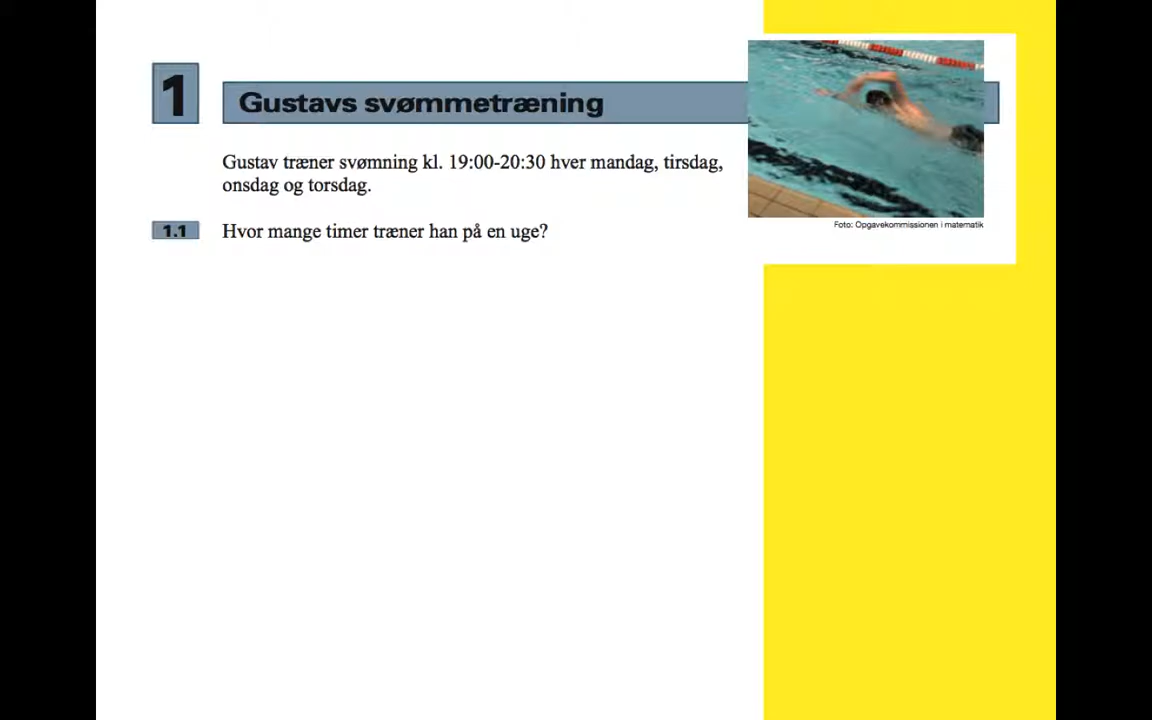 1
Gustavs svømmetræning
Gustav træner svømning kl. 19:00-20:30 hver mandag, tirsdag,
onsdag og torsdag.
1.1 Hvor mange timer træner han på en uge?
Foto: Opgavekommissionen i matematik